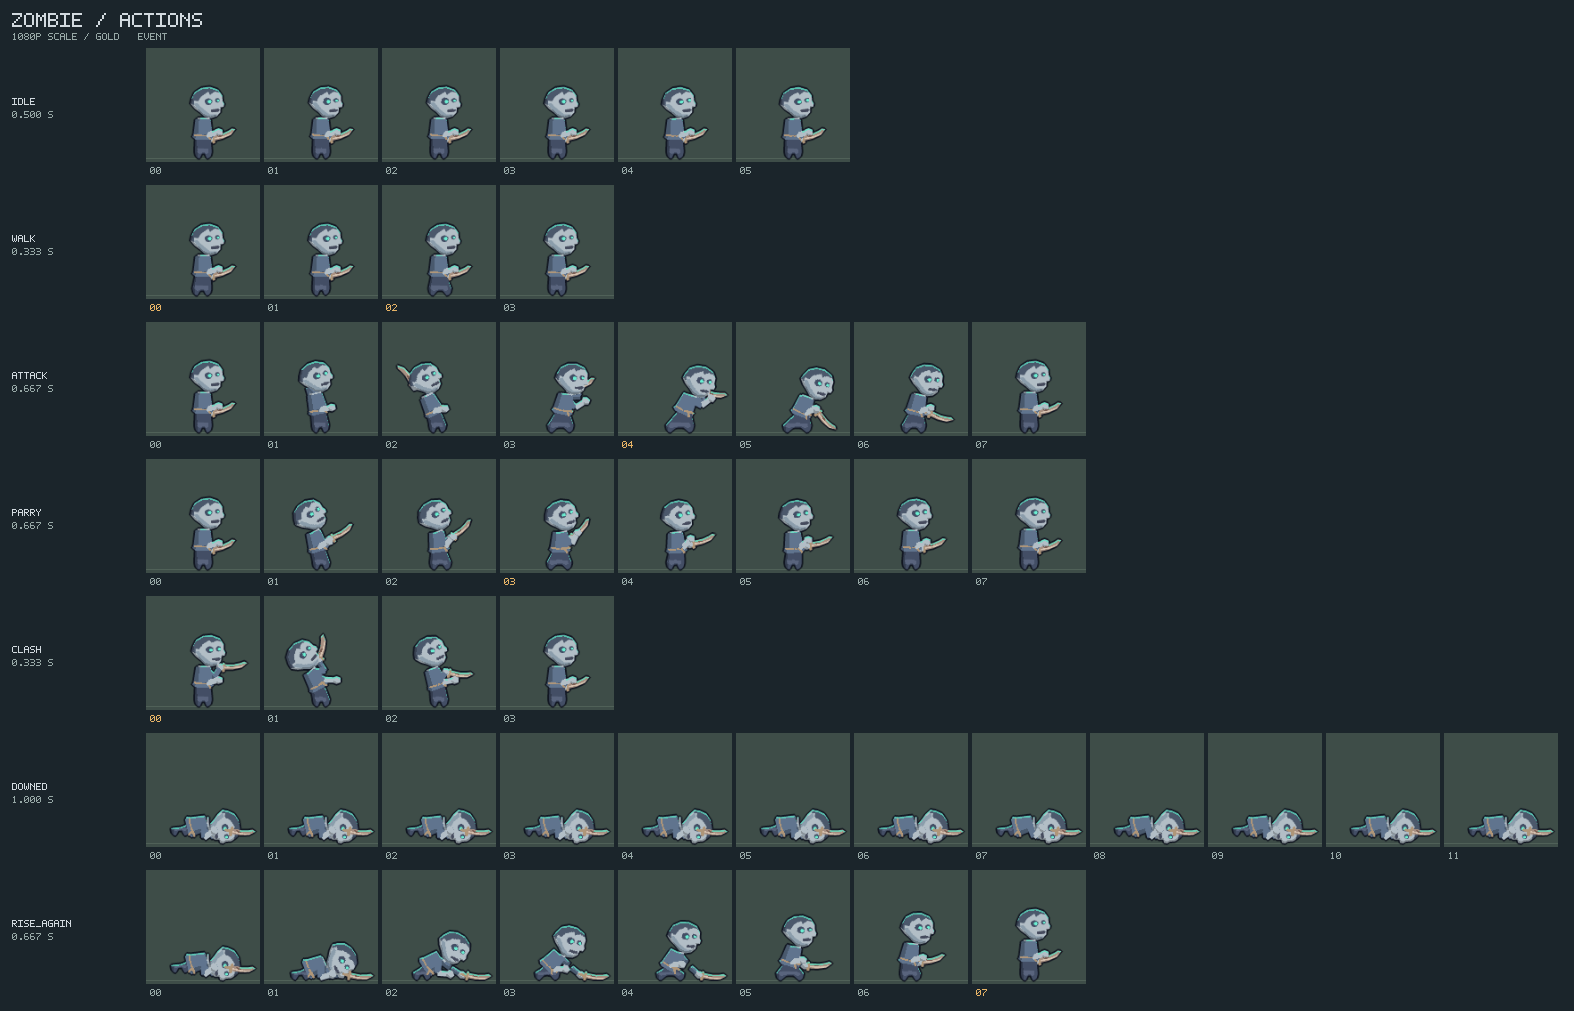 ZOMBIE / ACTIONS
1080P SCALE / GOLD EVENT
IDLE
0.500 S
00 01 02 03 04 05
WALK
0.333 S
00 01 02 03
ATTACK
0.667 S
00 01 02 03 04 05 06 07
PARRY
0.667 S
00 01 02 03 04 05 06 07
CLASH
0.333 S
00 01 02 03
DOWNED
1.000 S
00 01 02 03 04 05 06 07 08 09 10 11
RISE_AGAIN
0.667 S
00 01 02 03 04 05 06 07